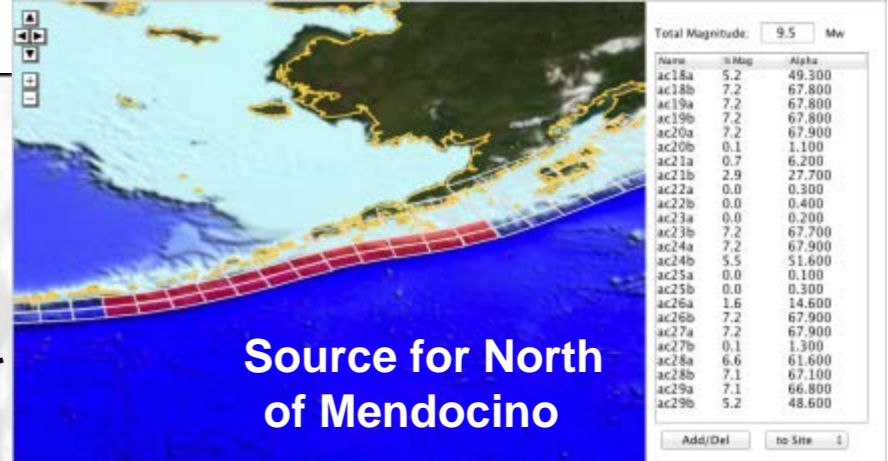 Total Magnitude: 9.5 Mw
Name % Mag Alpha
ac18a 5.2 49.300
ac18b 7.2 67.800
ac19a 7.2 67.800
ac19b 7.2 67.800
ac20a 7.2 67.900
ac20b 0.1 1.100
ac21a 0.7 6.200
ac21b 2.9 27.700
ac22a 0.0 0.300
ac22b 0.0 0.400
ac23a 0.0 0.200
ac23b 7.2 67.700
ac24a 7.2 67.900
ac24b 5.5 51.600
ac25a 0.0 0.100
ac25b 0.0 0.300
ac26a 1.6 14.600
ac26b 7.2 67.900
ac27a 7.2 67.900
ac27b 0.1 1.300
ac28a 6.6 61.600
ac28b 7.1 67.100
ac29a 7.1 66.800
ac29b 5.2 48.600
Add/Del to Site
Source for North
of Mendocino